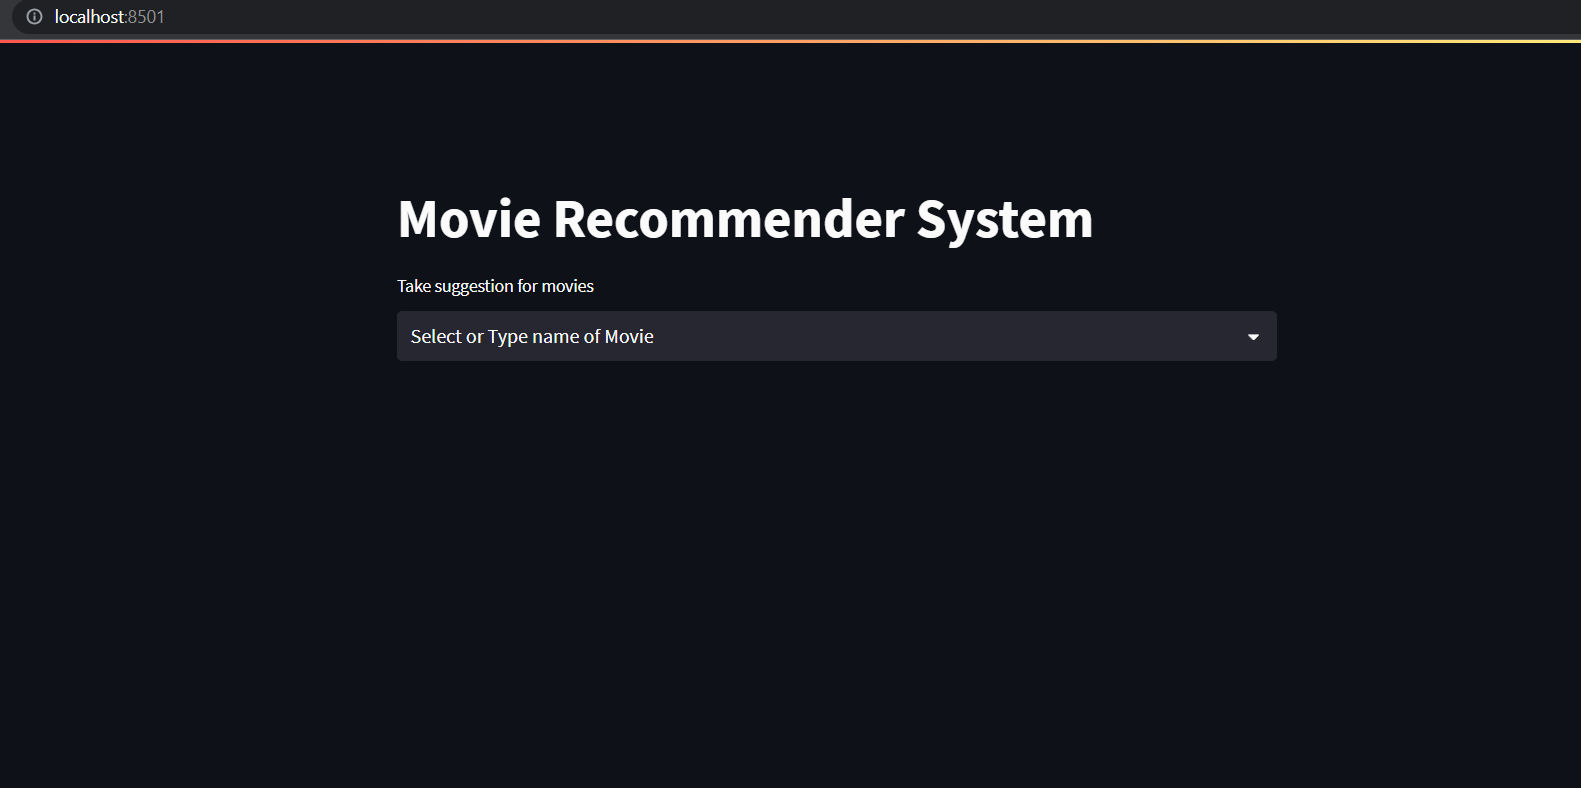 localhost:8501
Movie Recommender System
Take suggestion for movies
Select or Type name of Movie